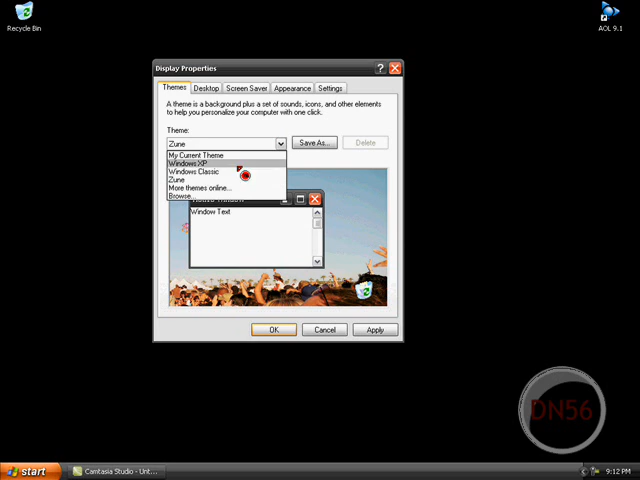 Recycle Bin
AOL 9.1
Display Properties
Themes
Desktop
Screen Saver
Appearance
Settings
A theme is a background plus a set of sounds, icons, and other elements
to help you personalize your computer with one click.
Theme:
Zune
Save As...
Delete
My Current Theme
Windows XP
Windows Classic
Zune
More themes online...
Browse...
Window Text
OK
Cancel
Apply
DN56
start
Camtasia Studio - Unt...
9:12 PM